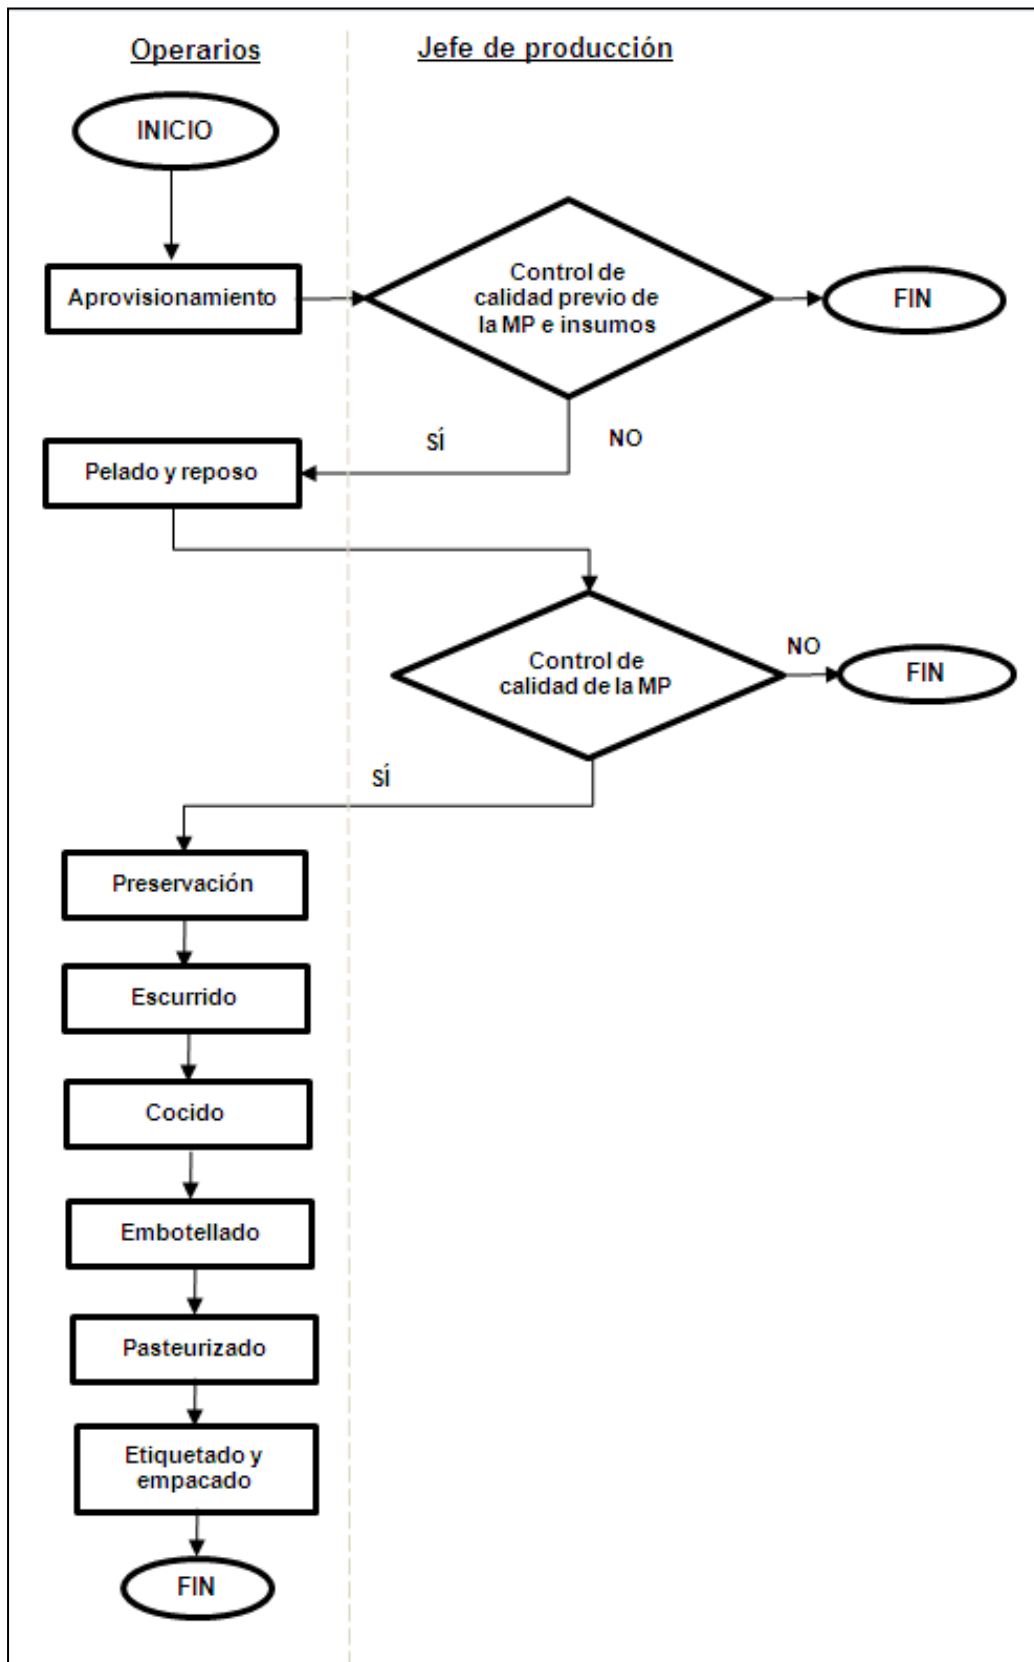 Operarios
Jefe de producción
INICIO
Aprovisionamiento
Control de
calidad previo de
la MP e insumos
FIN
SÍ
NO
Pelado y reposo
Control de
calidad de la MP
NO
FIN
SÍ
Preservación
Escurrido
Cocido
Embotellado
Pasteurizado
Etiquetado y
empacado
FIN